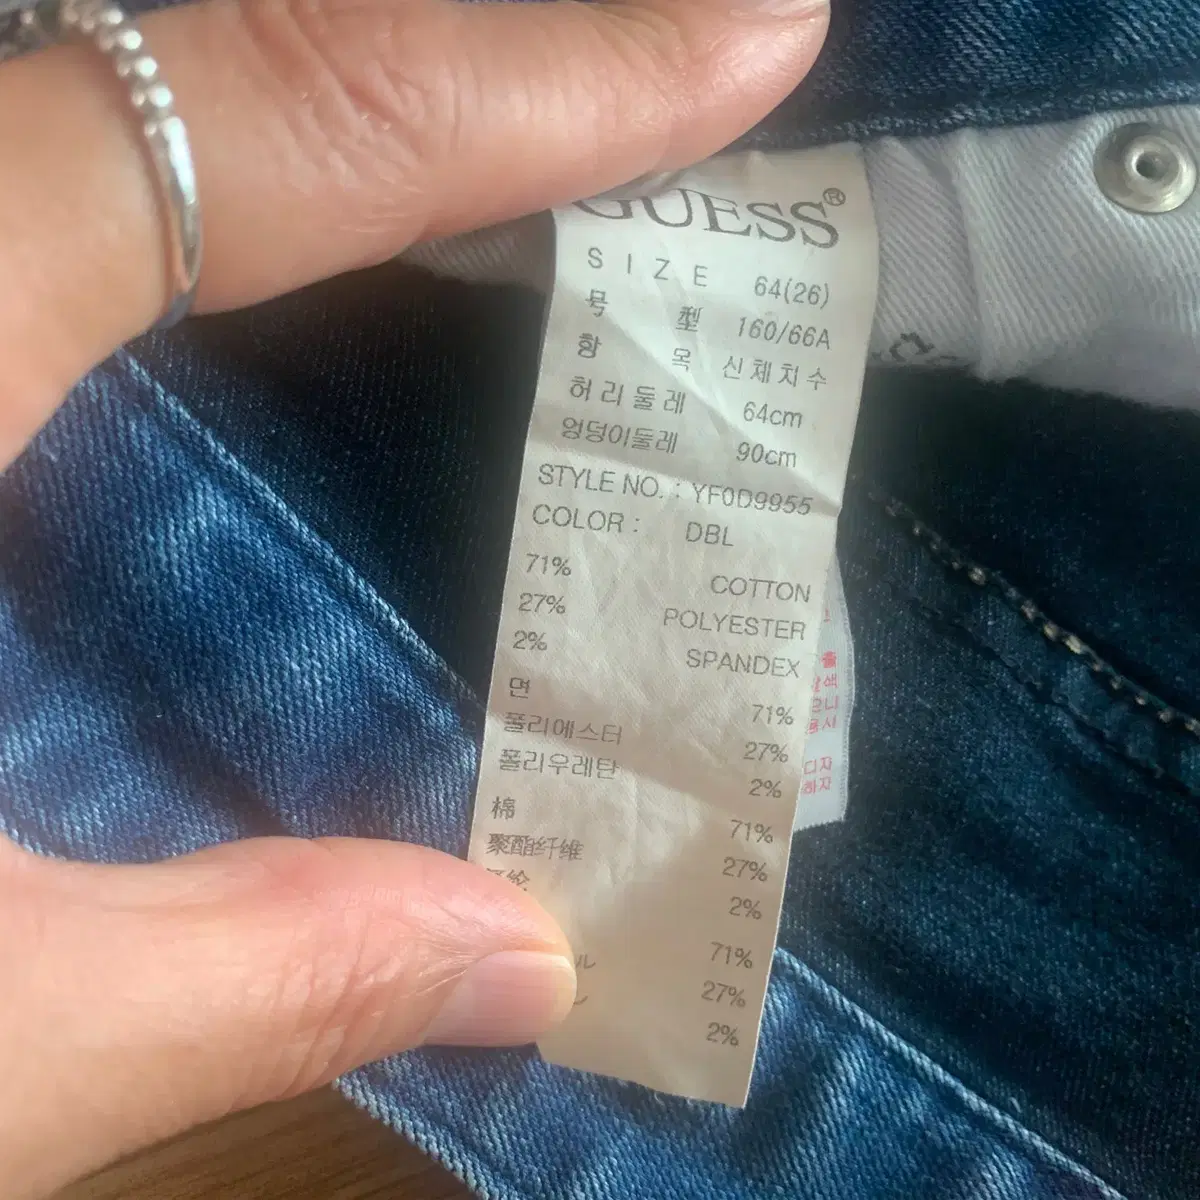 GUESS®
SIZE 64(26)
号 型 160/66A
항 목 신체치수
허리둘레 64cm
엉덩이둘레 90cm
STYLE NO. : YF0D9955
COLOR : DBL
71% COTTON
27% POLYESTER
2% SPANDEX
면 71%
폴리에스터 27%
폴리우레탄 2%
棉 71%
聚酯纤维 27%
2%
71%
27%
2%